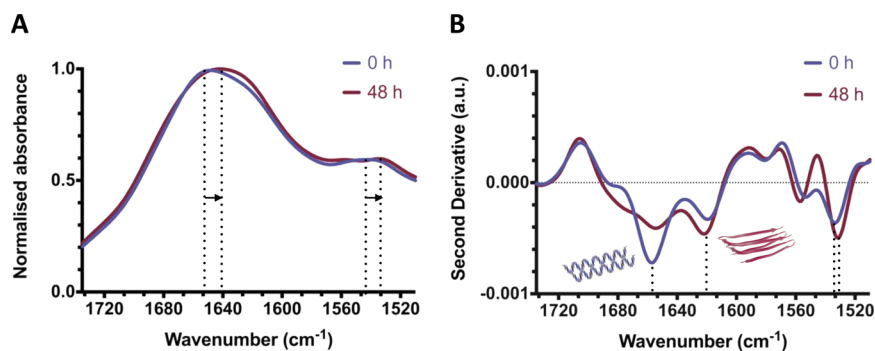 A
B
0 h
48 h
Normalised absorbance
1.0
0.5
0.0
1720 1680 1640 1600 1560 1520
Wavenumber (cm-1)
0 h
48 h
Second Derivative (a.u.)
0.001
0.000
-0.001
1720 1680 1640 1600 1560 1520
Wavenumber (cm-1)